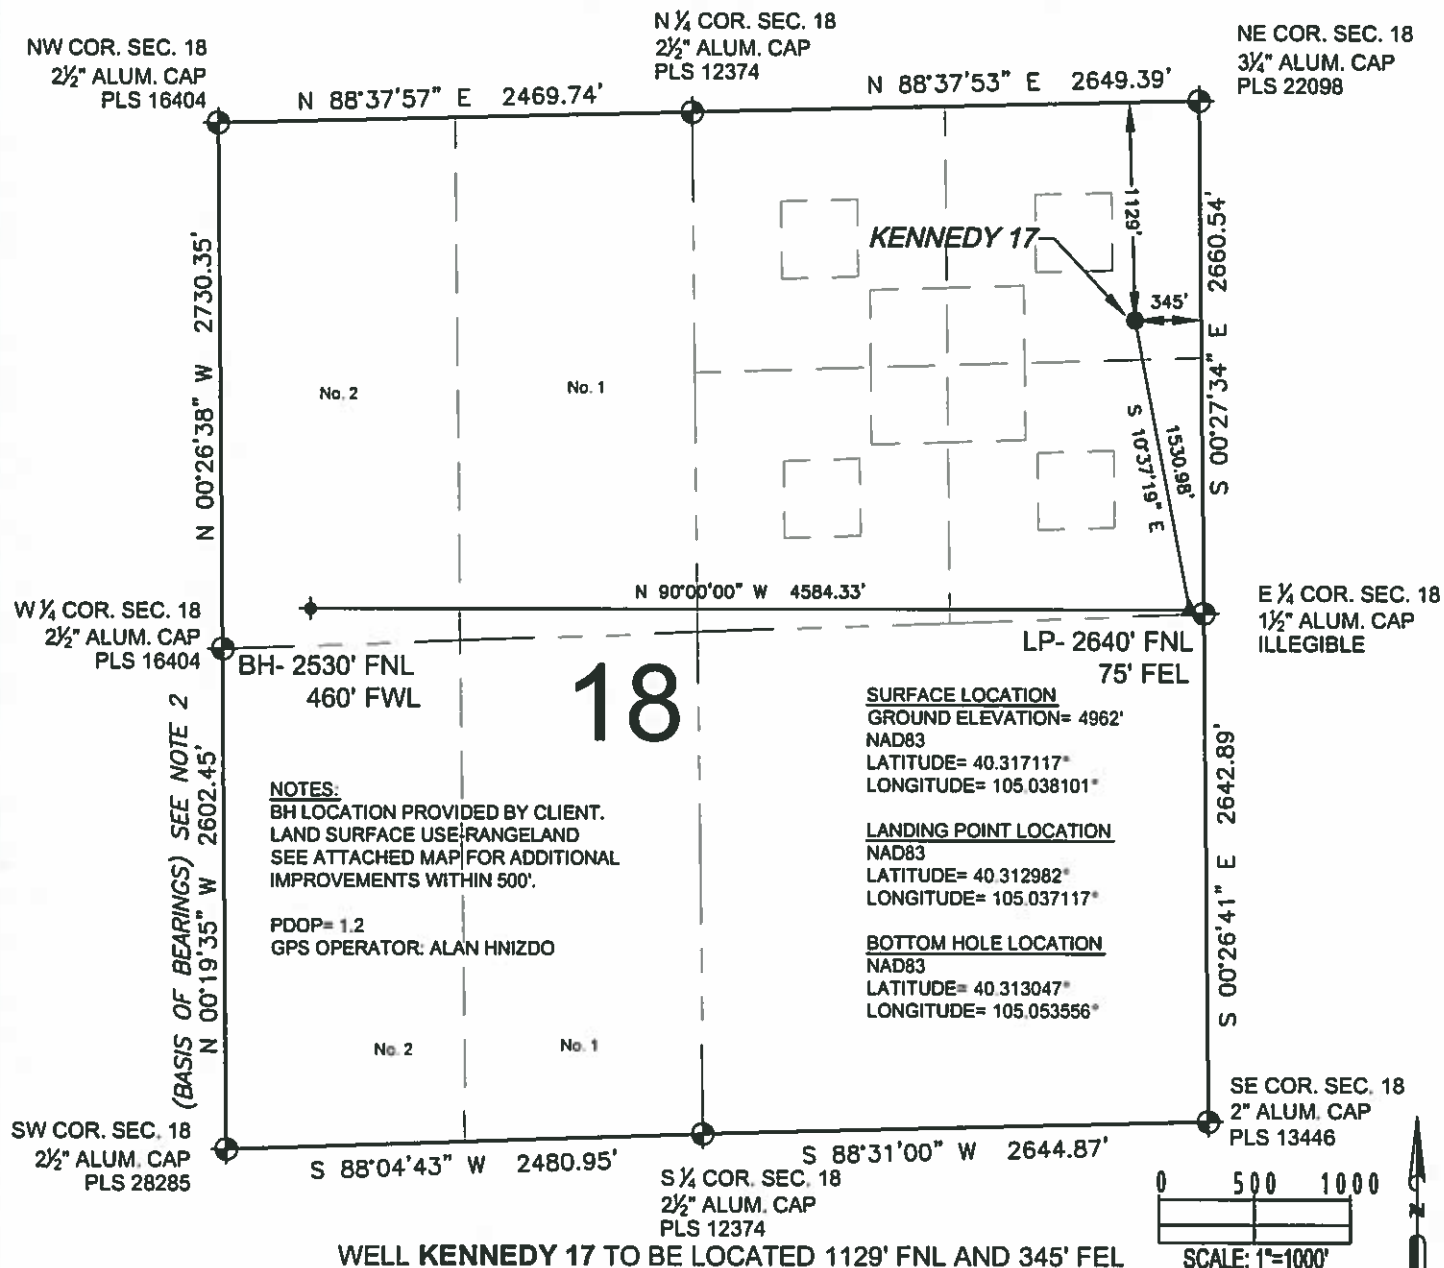 NW COR. SEC. 18
2½" ALUM. CAP
PLS 16404
N ¼ COR. SEC. 18
2½" ALUM. CAP
PLS 12374
NE COR. SEC. 18
3¼" ALUM. CAP
PLS 22098
N 88°37'57" E 2469.74'
N 88°37'53" E 2649.39'
N 00°26'38" W 2730.35'
1129'
KENNEDY 17
345'
S 00°27'34" E 2660.54'
No. 2
No. 1
1530.98'
S 10°37'19" E
N 90°00'00" W 4584.33'
W ¼ COR. SEC. 18
2½" ALUM. CAP
PLS 16404
E ¼ COR. SEC. 18
1½" ALUM. CAP
ILLEGIBLE
BH- 2530' FNL
460' FWL
LP- 2640' FNL
75' FEL
18
SURFACE LOCATION
GROUND ELEVATION= 4962'
NAD83
LATITUDE= 40.317117°
LONGITUDE= 105.038101°
LANDING POINT LOCATION
NAD83
LATITUDE= 40.312982°
LONGITUDE= 105.037117°
BOTTOM HOLE LOCATION
NAD83
LATITUDE= 40.313047°
LONGITUDE= 105.053556°
NOTES:
BH LOCATION PROVIDED BY CLIENT.
LAND SURFACE USE-RANGELAND
SEE ATTACHED MAP FOR ADDITIONAL
IMPROVEMENTS WITHIN 500'.
PDOP= 1.2
GPS OPERATOR: ALAN HNIZDO
(BASIS OF BEARINGS) SEE NOTE 2
N 00°19'35" W 2602.45'
S 00°26'41" E 2642.89'
No. 2
No. 1
SW COR. SEC. 18
2½" ALUM. CAP
PLS 28285
S 88°04'43" W 2480.95'
S ¼ COR. SEC. 18
2½" ALUM. CAP
PLS 12374
S 88°31'00" W 2644.87'
SE COR. SEC. 18
2" ALUM. CAP
PLS 13446
0 500 1000
SCALE: 1"=1000'
N
WELL KENNEDY 17 TO BE LOCATED 1129' FNL AND 345' FEL